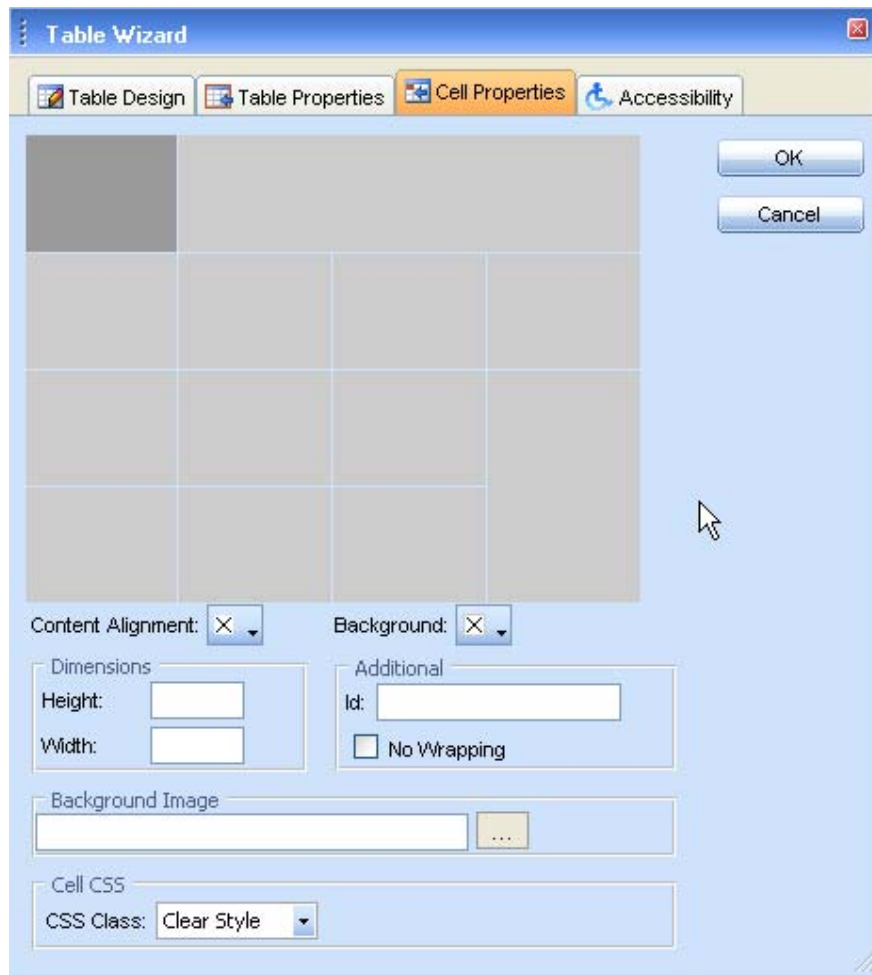 Table Wizard
Table Design Table Properties Cell Properties Accessibility
OK
Cancel
Content Alignment: Background:
Dimensions Additional
Height: Id:
Width: No Wrapping
Background Image
...
Cell CSS
CSS Class: Clear Style